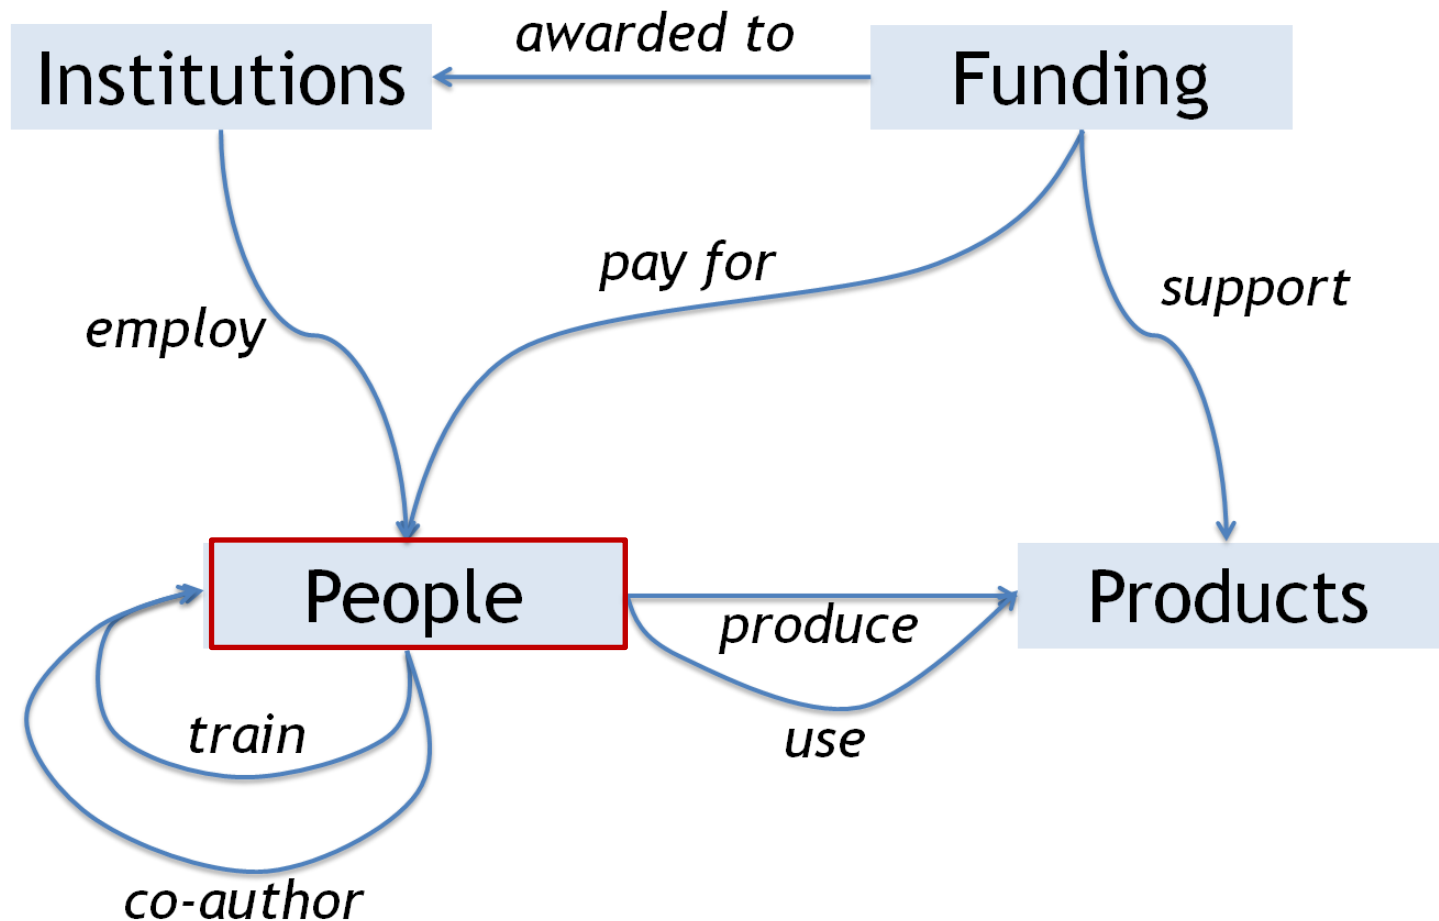 awarded to
Institutions
Funding
pay for
support
employ
People
Products
produce
train
use
co-author